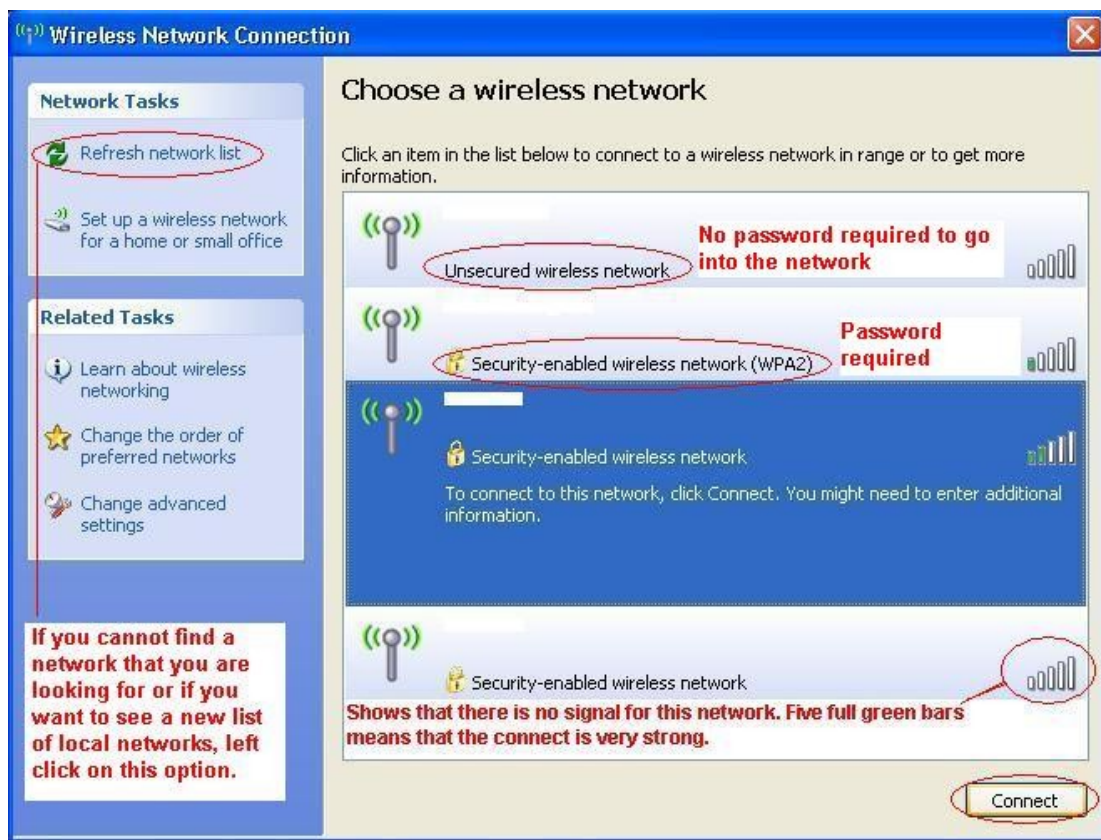 Wireless Network Connection
Network Tasks
Refresh network list
Set up a wireless network
for a home or small office
Related Tasks
Learn about wireless
networking
Change the order of
preferred networks
Change advanced
settings
If you cannot find a
network that you are
looking for or if you
want to see a new list
of local networks, left
click on this option.
Choose a wireless network
Click an item in the list below to connect to a wireless network in range or to get more
information.
Unsecured wireless network
No password required to go
into the network
Security-enabled wireless network (WPA2)
Password
required
Security-enabled wireless network
To connect to this network, click Connect. You might need to enter additional
information.
Security-enabled wireless network
Shows that there is no signal for this network. Five full green bars
means that the connect is very strong.
Connect